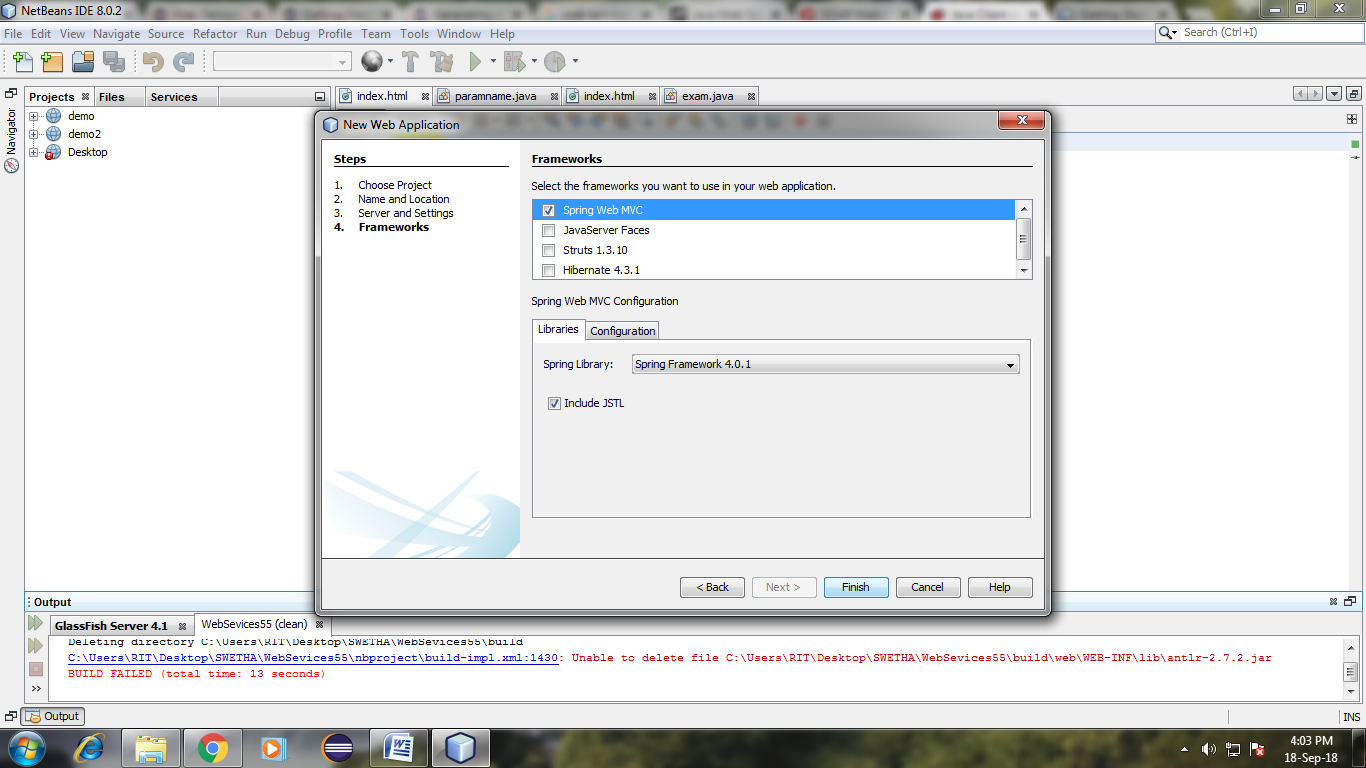 NetBeans IDE 8.0.2
File Edit View Navigate Source Refactor Run Debug Profile Team Tools Window Help
Search (Ctrl+I)
Projects Files Services
index.html paramname.java index.html exam.java
Navigator
demo
demo2
Desktop
New Web Application
Steps
1. Choose Project
2. Name and Location
3. Server and Settings
4. Frameworks
Frameworks
Select the frameworks you want to use in your web application.
Spring Web MVC
JavaServer Faces
Struts 1.3.10
Hibernate 4.3.1
Spring Web MVC Configuration
Libraries Configuration
Spring Library: Spring Framework 4.0.1
Include JSTL
< Back Next > Finish Cancel Help
Output
GlassFish Server 4.1 WebSevices55 (clean)
Deleting directory C:\Users\RIT\Desktop\SWETHA\WebSevices55\build
C:\Users\RIT\Desktop\SWETHA\WebSevices55\nbproject\build-impl.xml:1430: Unable to delete file C:\Users\RIT\Desktop\SWETHA\WebSevices55\build\web\WEB-INF\lib\antlr-2.7.2.jar
BUILD FAILED (total time: 13 seconds)
Output
INS
4:03 PM
18-Sep-18